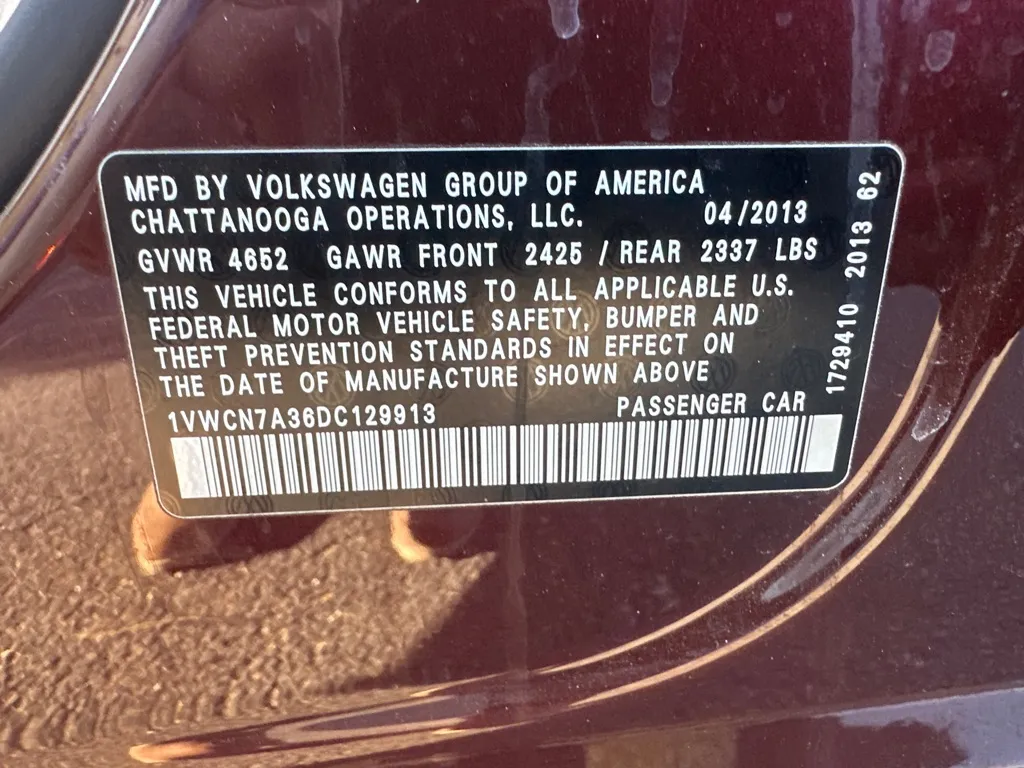 MFD BY VOLKSWAGEN GROUP OF AMERICA
CHATTANOOGA OPERATIONS, LLC. 04/2013
GVWR 4652 GAWR FRONT 2425 / REAR 2337 LBS
THIS VEHICLE CONFORMS TO ALL APPLICABLE U.S.
FEDERAL MOTOR VEHICLE SAFETY, BUMPER AND
THEFT PREVENTION STANDARDS IN EFFECT ON
THE DATE OF MANUFACTURE SHOWN ABOVE
1VWCN7A36DC129913 PASSENGER CAR
1729410 2013 62